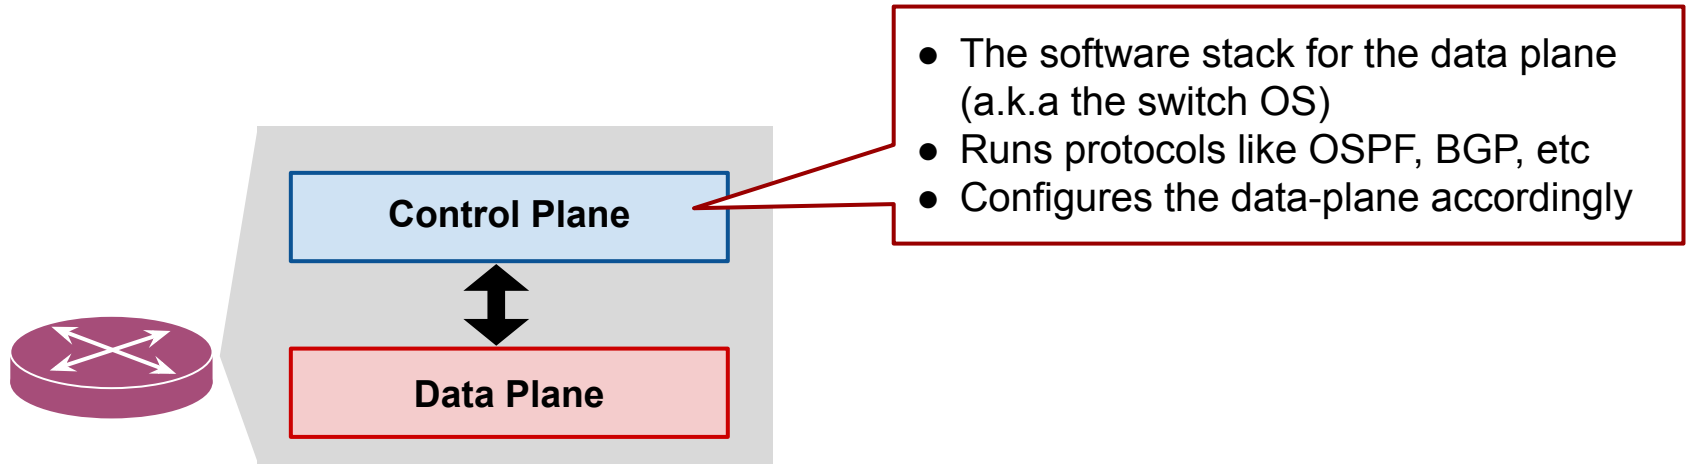 ● The software stack for the data plane
(a.k.a the switch OS)
● Runs protocols like OSPF, BGP, etc
● Configures the data-plane accordingly
Control Plane
Data Plane